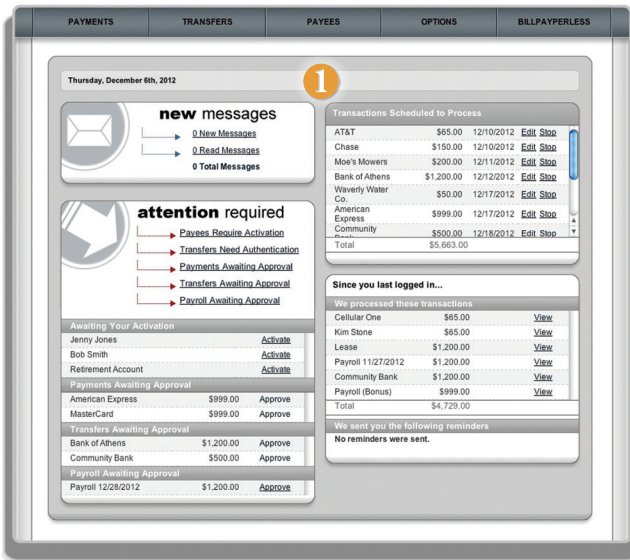 PAYMENTS TRANSFERS PAYEES OPTIONS BILLPAYPERLESS
Thursday, December 6th, 2012
1
new messages
0 New Messages
0 Read Messages
0 Total Messages
attention required
Payees Require Activation
Transfers Need Authentication
Payments Awaiting Approval
Transfers Awaiting Approval
Payroll Awaiting Approval
Awaiting Your Activation
Jenny Jones Activate
Bob Smith Activate
Retirement Account Activate
Payments Awaiting Approval
American Express $999.00 Approve
MasterCard $999.00 Approve
Transfers Awaiting Approval
Bank of Athens $1,200.00 Approve
Community Bank $500.00 Approve
Payroll Awaiting Approval
Payroll 12/28/2012 $1,200.00 Approve
Transactions Scheduled to Process
AT&T $65.00 12/10/2012 Edit Stop
Chase $150.00 12/10/2012 Edit Stop
Moe's Mowers $200.00 12/11/2012 Edit Stop
Bank of Athens $1,200.00 12/12/2012 Edit Stop
Waverly Water
Co. $50.00 12/17/2012 Edit Stop
American
Express $999.00 12/17/2012 Edit Stop
Community
$500.00 12/18/2012 Edit Stop
Total $5,663.00
Since you last logged in...
We processed these transactions
Cellular One $65.00 View
Kim Stone $65.00 View
Lease $1,200.00 View
Payroll 11/27/2012 $1,200.00 View
Community Bank $1,200.00 View
Payroll (Bonus) $999.00 View
Total $4,729.00
We sent you the following reminders
No reminders were sent.